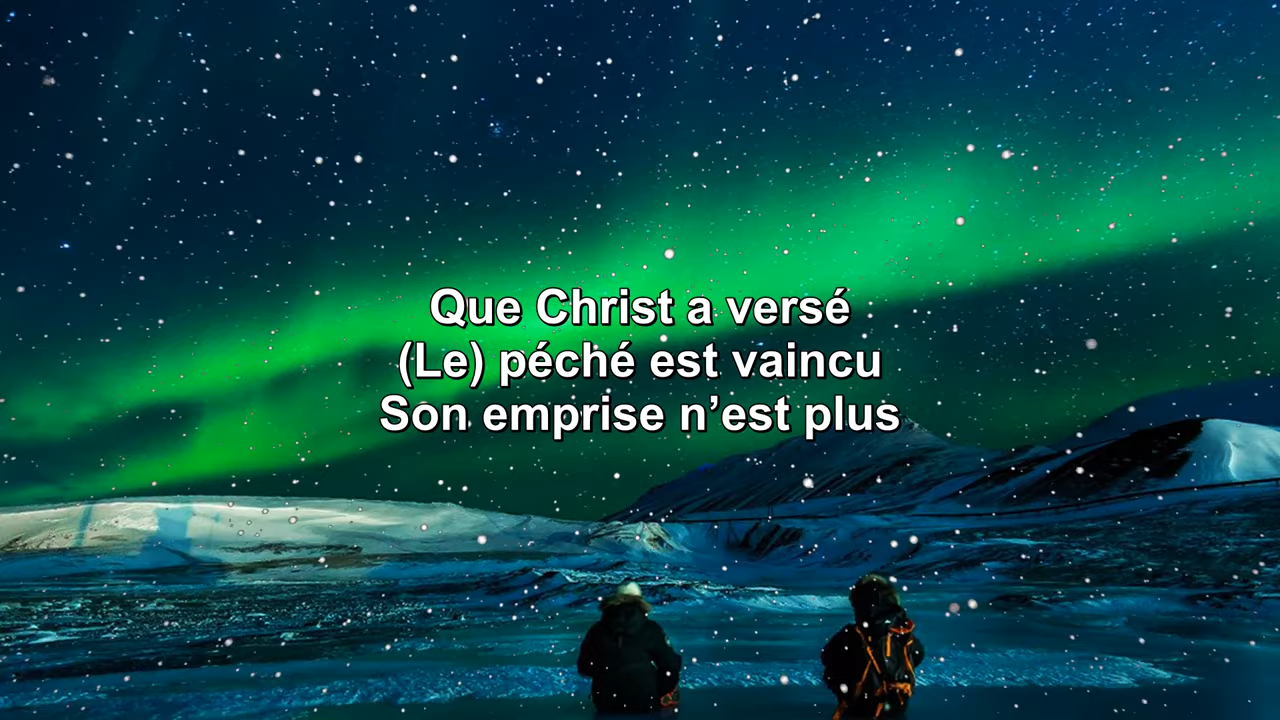 Que Christ a versé
(Le) péché est vaincu
Son emprise n’est plus